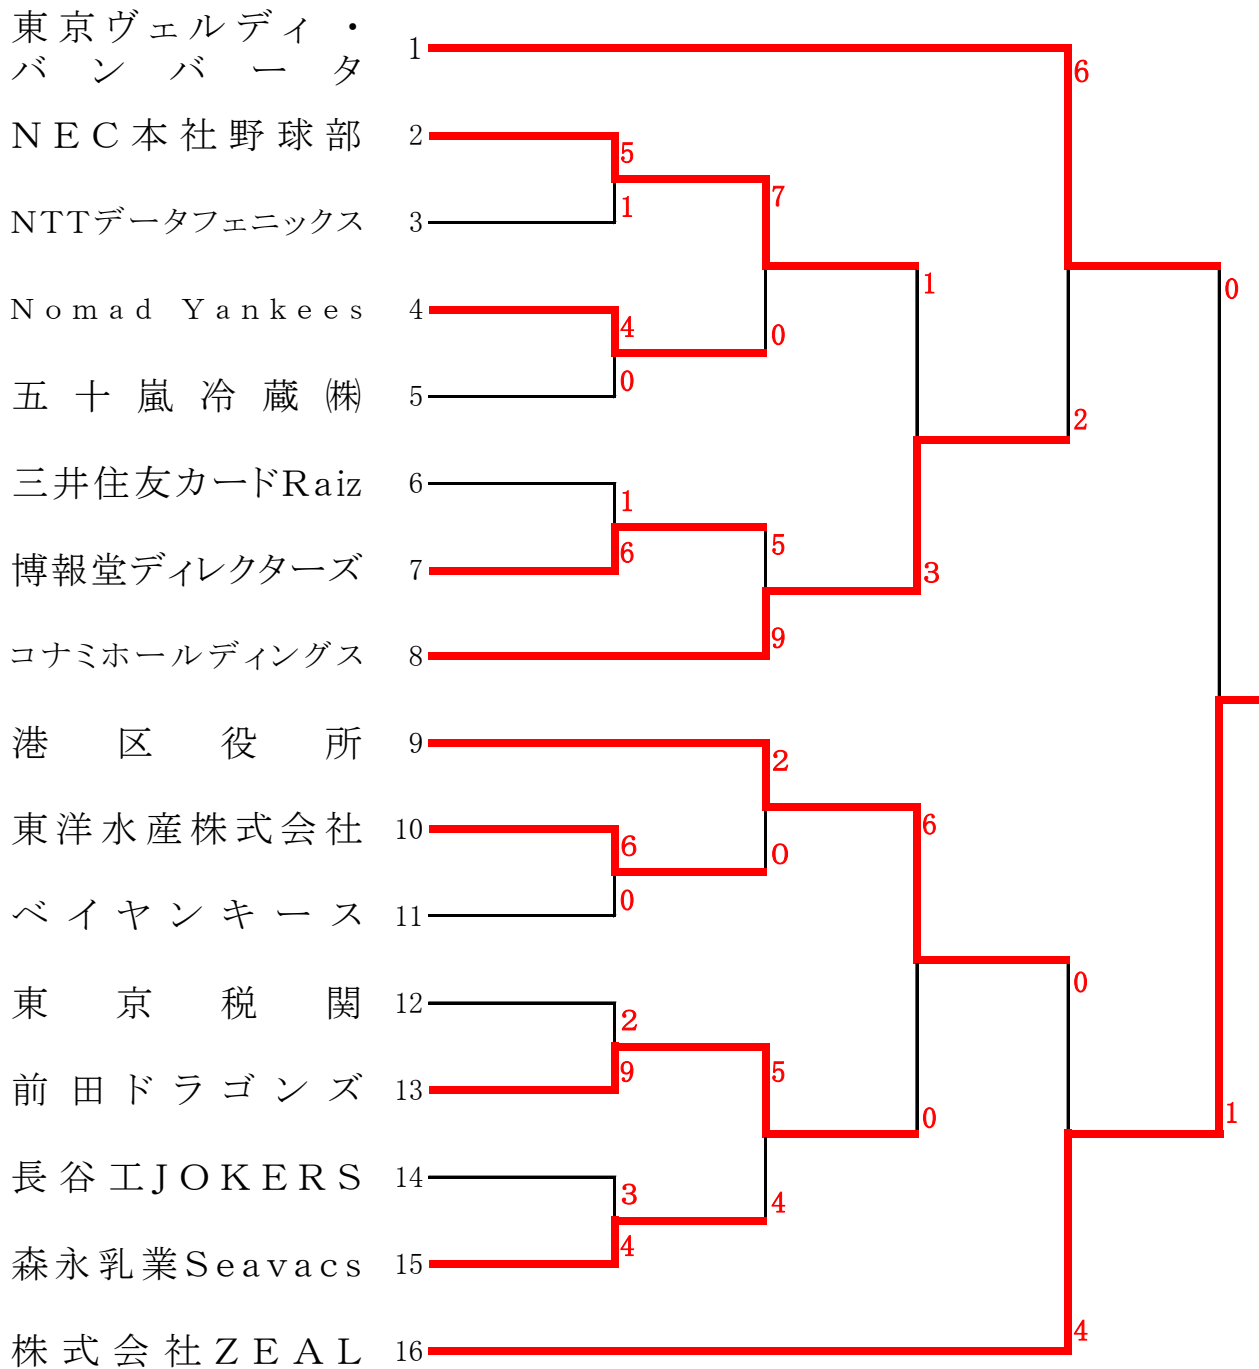 東京ヴェルディ・
バンバータ 1
6
NEC本社野球部 2
5
7
1
NTTデータフェニックス 3
1
0
Nomad Yankees 4
4
0
五十嵐冷蔵㈱ 5
0
2
三井住友カードRaiz 6
1
5
博報堂ディレクターズ 7
6
3
コナミホールディングス 8
9
港区役所 9
2
6
東洋水産株式会社 10
6
0
ベイヤンキース 11
0
0
東京税関 12
2
5
前田ドラゴンズ 13
9
0
1
長谷工JOKERS 14
3
4
森永乳業Seavacs 15
4
4
株式会社ZEAL 16